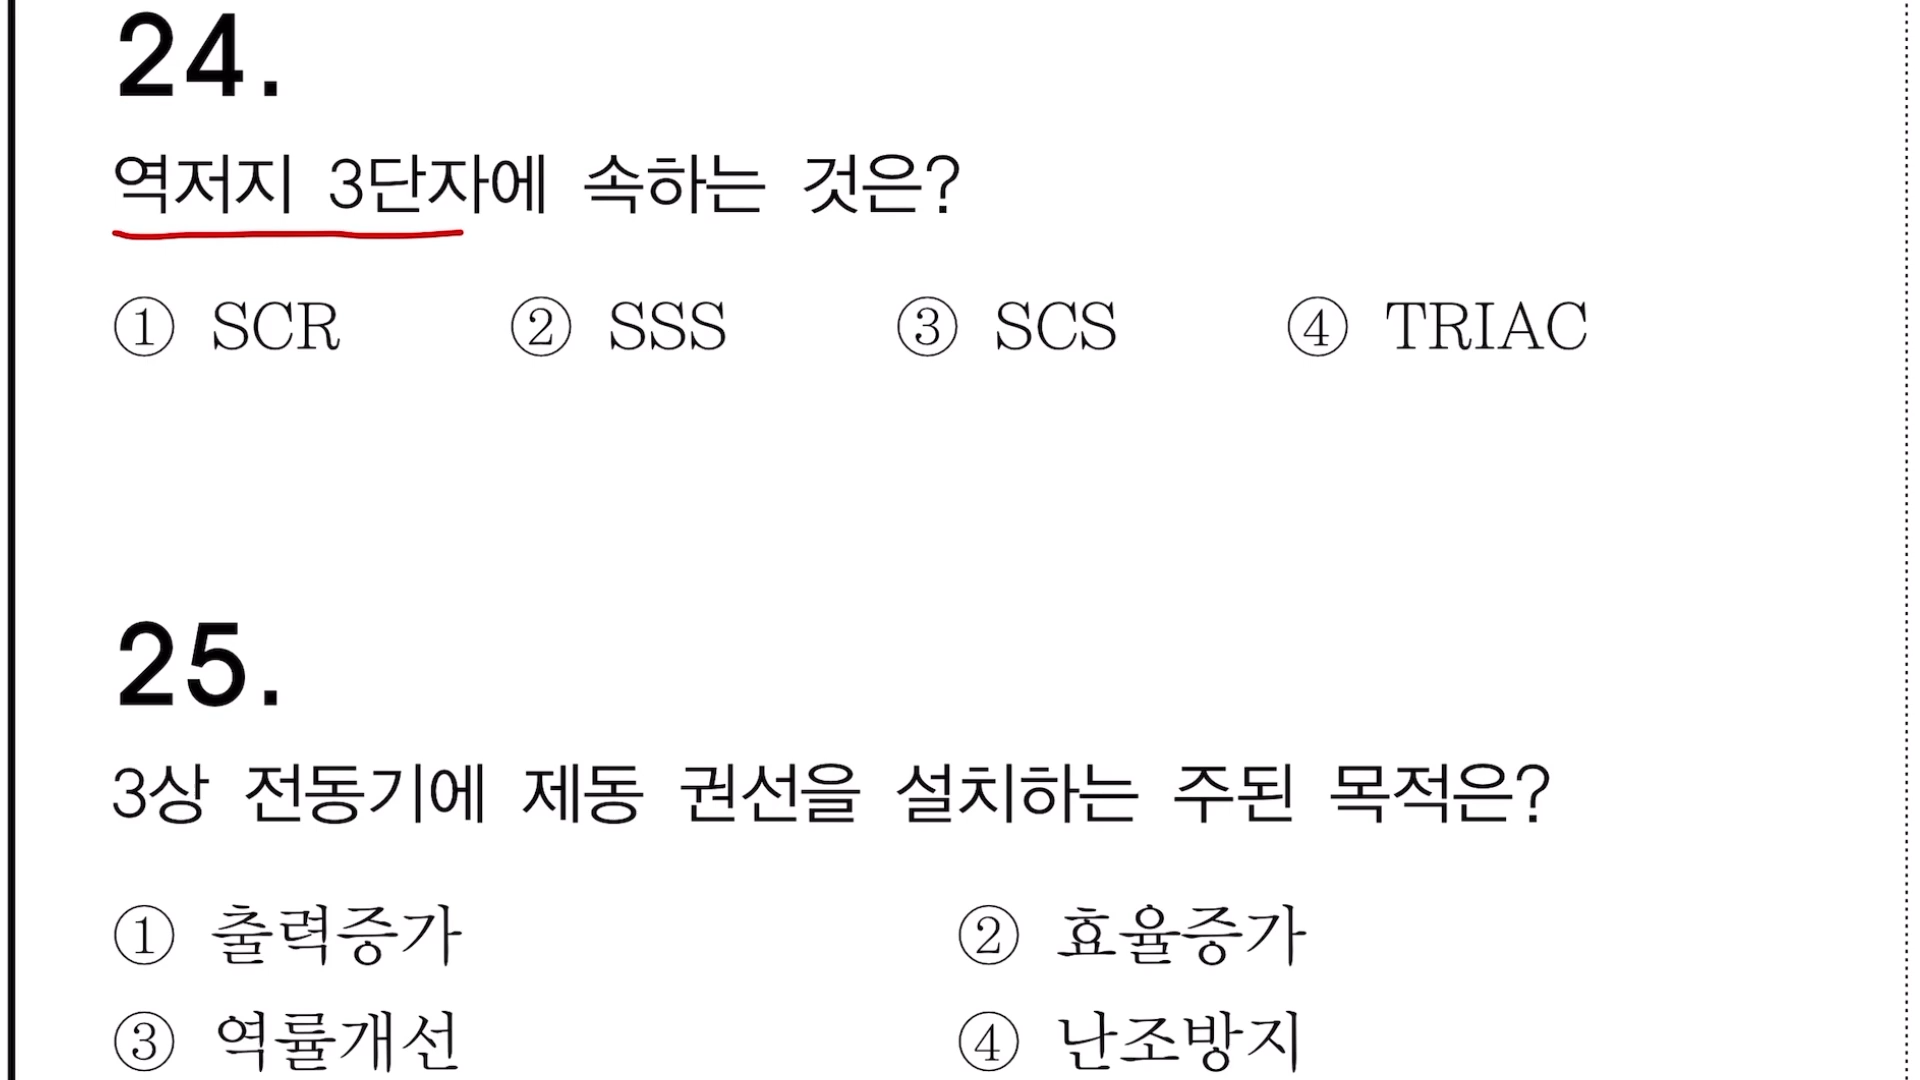 24.
역저지 3단자에 속하는 것은?
① SCR ② SSS ③ SCS ④ TRIAC
25.
3상 전동기에 제동 권선을 설치하는 주된 목적은?
① 출력증가 ② 효율증가
③ 역률개선 ④ 난조방지